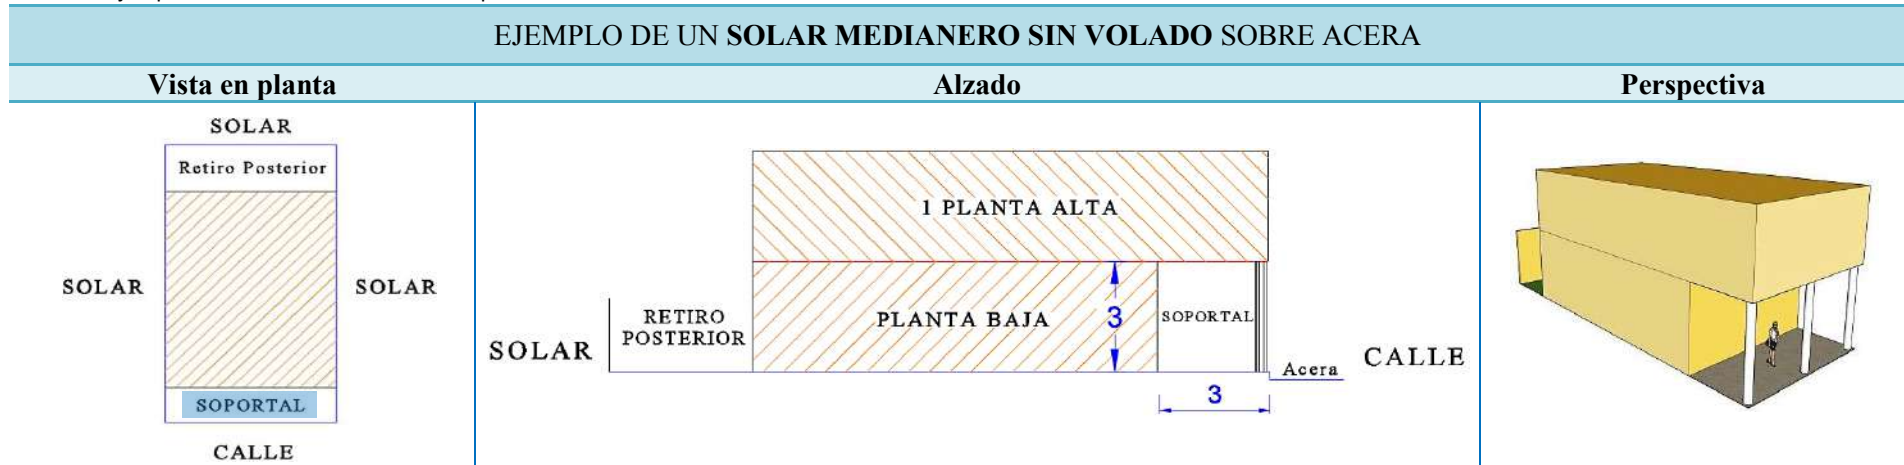 EJEMPLO DE UN SOLAR MEDIANERO SIN VOLADO SOBRE ACERA
Vista en planta
Alzado
Perspectiva
SOLAR
Retiro Posterior
SOLAR
SOLAR
SOPORTAL
CALLE
1 PLANTA ALTA
RETIRO
POSTERIOR
PLANTA BAJA
3
SOPORTAL
SOLAR
CALLE
Acera
3